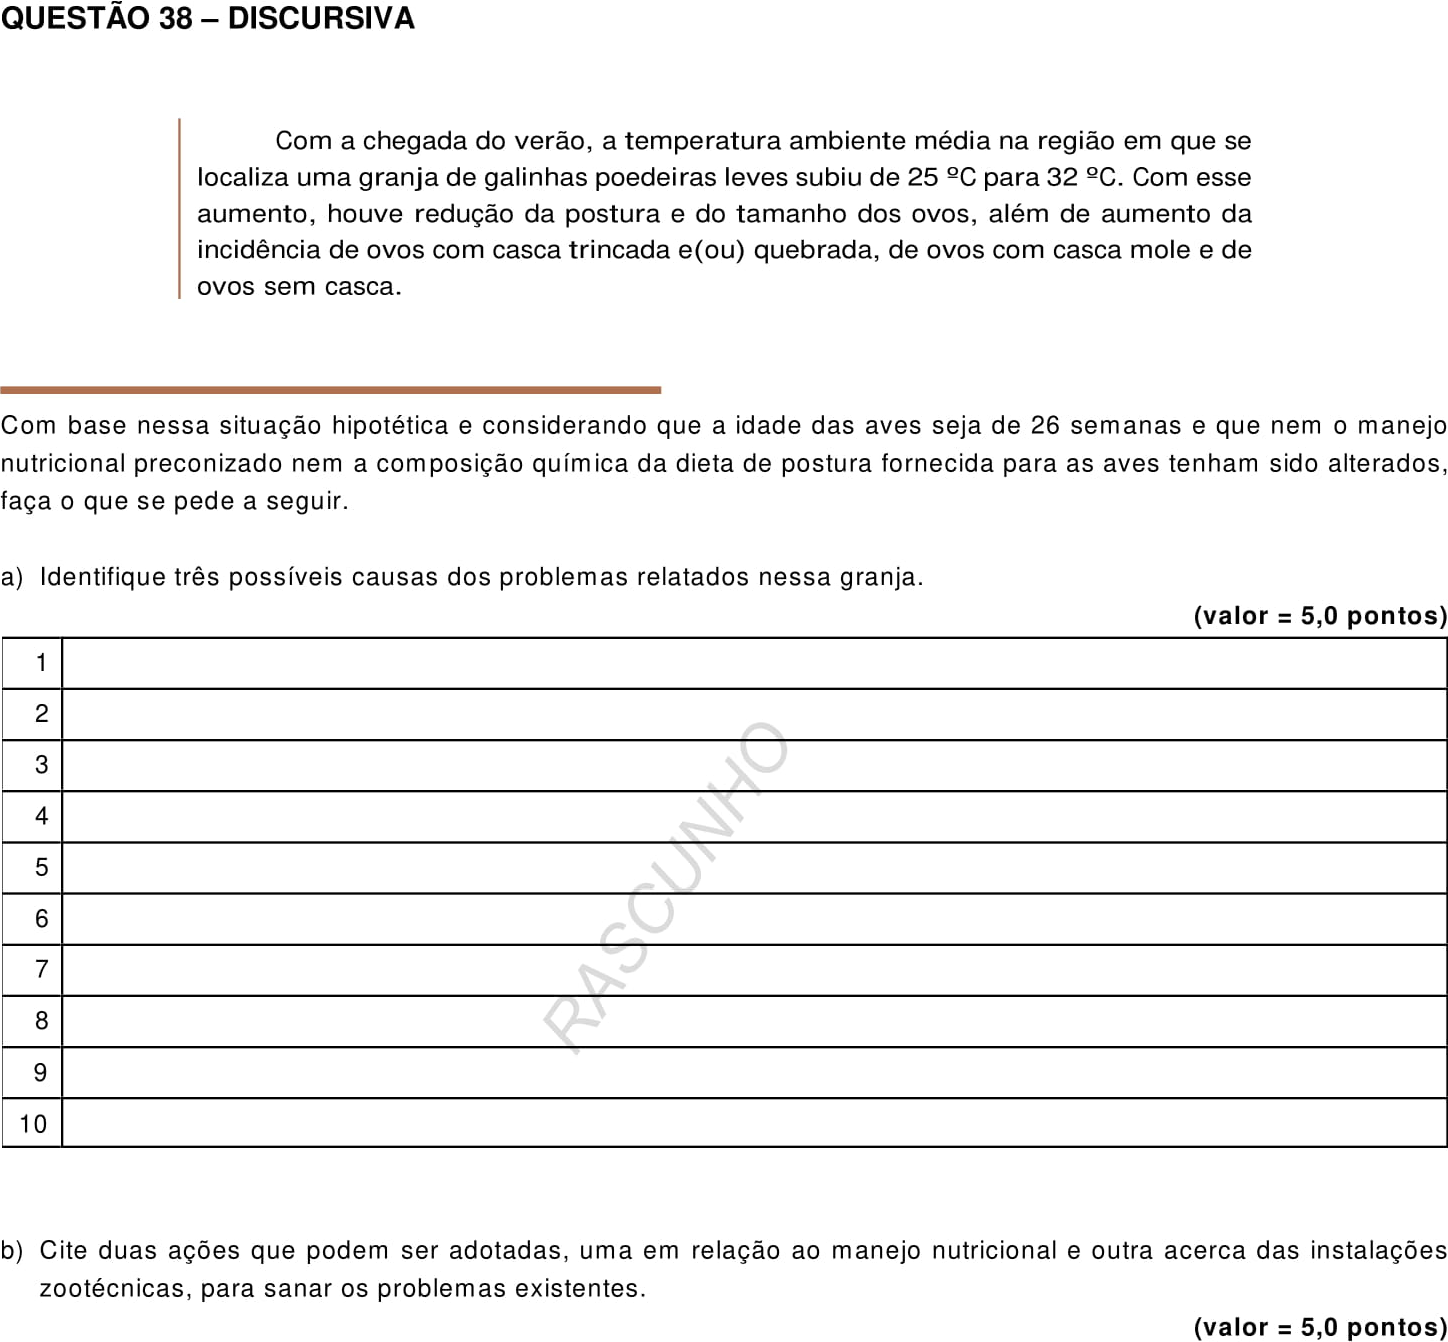 QUESTÃO 38 – DISCURSIVA
Com a chegada do verão, a temperatura ambiente média na região em que se
localiza uma granja de galinhas poedeiras leves subiu de 25 ºC para 32 ºC. Com esse
aumento, houve redução da postura e do tamanho dos ovos, além de aumento da
incidência de ovos com casca trincada e(ou) quebrada, de ovos com casca mole e de
ovos sem casca.
Com base nessa situação hipotética e considerando que a idade das aves seja de 26 semanas e que nem o manejo
nutricional preconizado nem a composição química da dieta de postura fornecida para as aves tenham sido alterados,
faça o que se pede a seguir.
a) Identifique três possíveis causas dos problemas relatados nessa granja.
(valor = 5,0 pontos)
1
2
3
4
5
6
7
8
9
10
RASCUNHO
b) Cite duas ações que podem ser adotadas, uma em relação ao manejo nutricional e outra acerca das instalações
zootécnicas, para sanar os problemas existentes.
(valor = 5,0 pontos)